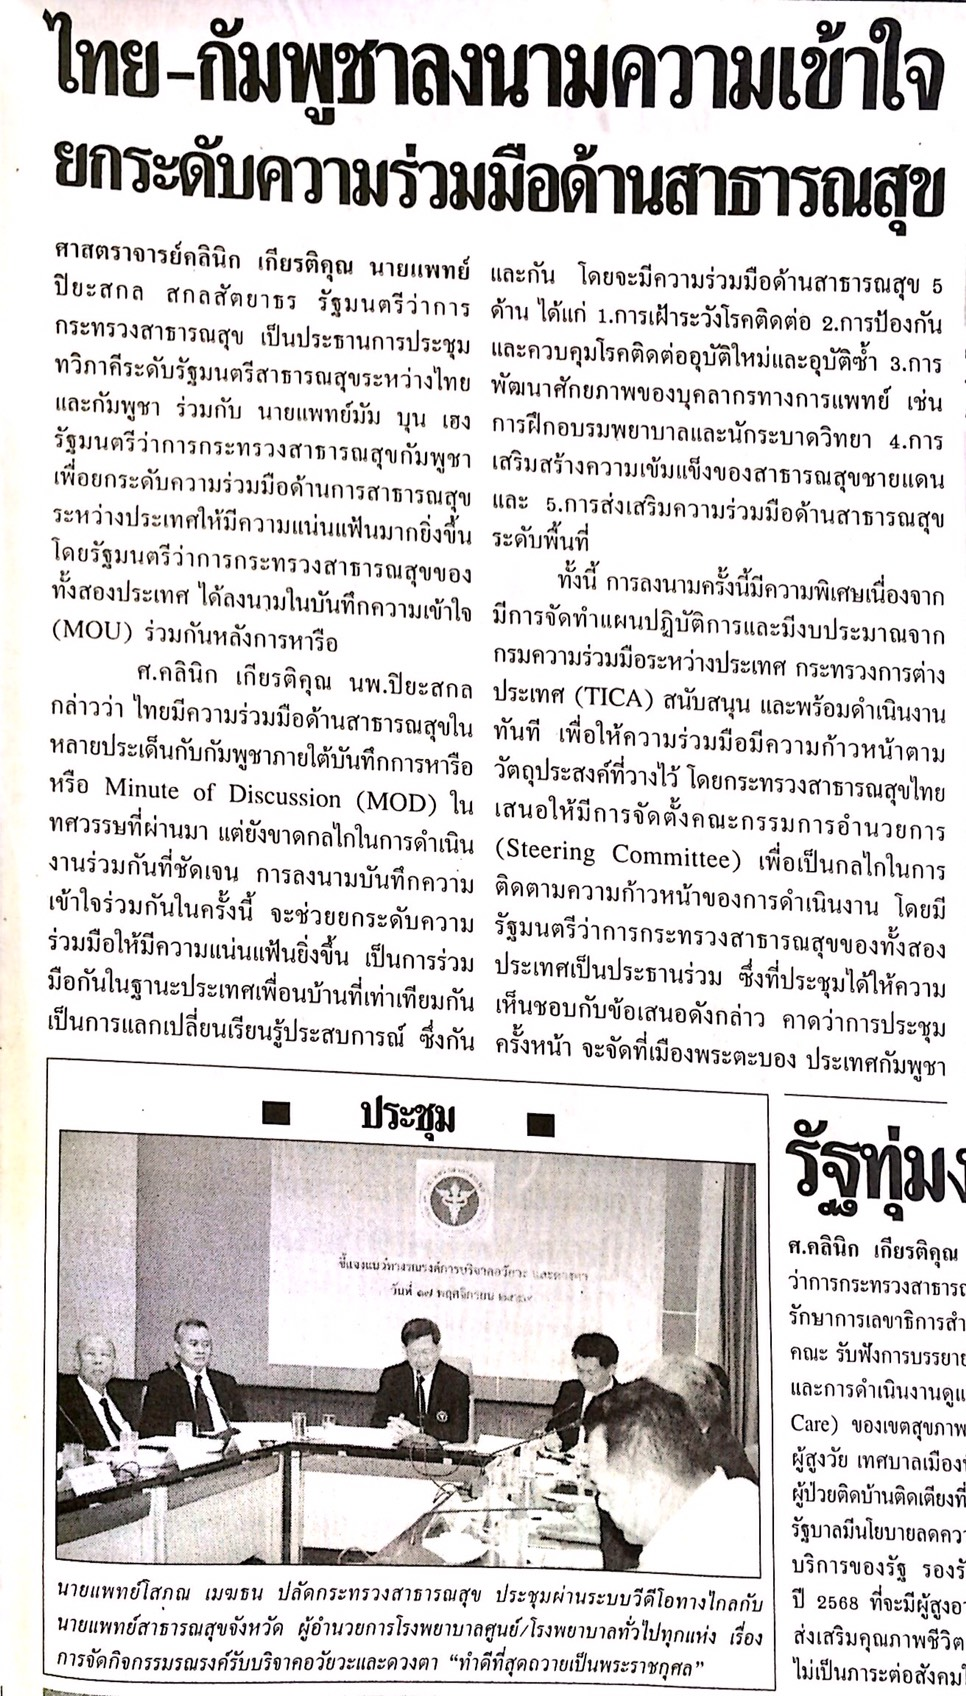 ไทย-กัมพูชาลงนามความเข้าใจ
ยกระดับความร่วมมือด้านสาธารณสุข
ศาสตราจารย์คลินิก เกียรติคุณ นายแพทย์
ปิยะสกล สกลสัตยาธร รัฐมนตรีว่าการ
กระทรวงสาธารณสุข เป็นประธานการประชุม
ทวิภาคีระดับรัฐมนตรีสาธารณสุขระหว่างไทย
และกัมพูชา ร่วมกับ นายแพทย์มัม บุน เฮง
รัฐมนตรีว่าการกระทรวงสาธารณสุขกัมพูชา
เพื่อยกระดับความร่วมมือด้านการสาธารณสุข
ระหว่างประเทศให้มีความแน่นแฟ้นมากยิ่งขึ้น
โดยรัฐมนตรีว่าการกระทรวงสาธารณสุขของ
ทั้งสองประเทศ ได้ลงนามในบันทึกความเข้าใจ
(MOU) ร่วมกันหลังการหารือ
ศ.คลินิก เกียรติคุณ นพ.ปิยะสกล
กล่าวว่า ไทยมีความร่วมมือด้านสาธารณสุขใน
หลายประเด็นกับกัมพูชาภายใต้บันทึกการหารือ
หรือ Minute of Discussion (MOD) ใน
ทศวรรษที่ผ่านมา แต่ยังขาดกลไกในการดำเนิน
งานร่วมกันที่ชัดเจน การลงนามบันทึกความ
เข้าใจร่วมกันในครั้งนี้ จะช่วยยกระดับความ
ร่วมมือให้มีความแน่นแฟ้นยิ่งขึ้น เป็นการร่วม
มือกันในฐานะประเทศเพื่อนบ้านที่เท่าเทียมกัน
เป็นการแลกเปลี่ยนเรียนรู้ประสบการณ์ ซึ่งกัน
และกัน โดยจะมีความร่วมมือด้านสาธารณสุข 5
ด้าน ได้แก่ 1.การเฝ้าระวังโรคติดต่อ 2.การป้องกัน
และควบคุมโรคติดต่ออุบัติใหม่และอุบัติซ้ำ 3.การ
พัฒนาศักยภาพของบุคลากรทางการแพทย์ เช่น
การฝึกอบรมพยาบาลและนักระบาดวิทยา 4.การ
เสริมสร้างความเข้มแข็งของสาธารณสุขชายแดน
และ 5.การส่งเสริมความร่วมมือด้านสาธารณสุข
ระดับพื้นที่
ทั้งนี้ การลงนามครั้งนี้มีความพิเศษเนื่องจาก
มีการจัดทำแผนปฏิบัติการและมีงบประมาณจาก
กรมความร่วมมือระหว่างประเทศ กระทรวงการต่าง
ประเทศ (TICA) สนับสนุน และพร้อมดำเนินงาน
ทันที เพื่อให้ความร่วมมือมีความก้าวหน้าตาม
วัตถุประสงค์ที่วางไว้ โดยกระทรวงสาธารณสุขไทย
เสนอให้มีการจัดตั้งคณะกรรมการอำนวยการ
(Steering Committee) เพื่อเป็นกลไกในการ
ติดตามความก้าวหน้าของการดำเนินงาน โดยมี
รัฐมนตรีว่าการกระทรวงสาธารณสุขของทั้งสอง
ประเทศเป็นประธานร่วม ซึ่งที่ประชุมได้ให้ความ
เห็นชอบกับข้อเสนอดังกล่าว คาดว่าการประชุม
ครั้งหน้า จะจัดที่เมืองพระตะบอง ประเทศกัมพูชา
■ ประชุม ■
ชี้แจงแนวทางรณรงค์การบริจาคอวัยวะ และดวงตา
วันที่ ๑๗ พฤศจิกายน ๒๕๕๙
นายแพทย์โสภณ เมฆธน ปลัดกระทรวงสาธารณสุข ประชุมผ่านระบบวีดีโอทางไกลกับ
นายแพทย์สาธารณสุขจังหวัด ผู้อำนวยการโรงพยาบาลศูนย์/โรงพยาบาลทั่วไปทุกแห่ง เรื่อง
การจัดกิจกรรมรณรงค์รับบริจาคอวัยวะและดวงตา “ทำดีที่สุดถวายเป็นพระราชกุศล”
รัฐทุ่มง
ศ.คลินิก เกียรติคุณ
ว่าการกระทรวงสาธารณ
รักษาการเลขาธิการสำ
คณะ รับฟังการบรรยาย
และการดำเนินงานดูแ
Care) ของเขตสุขภาพ
ผู้สูงวัย เทศบาลเมือง
ผู้ป่วยติดบ้านติดเตียงที่
รัฐบาลมีนโยบายลดควา
บริการของรัฐ รองรั
ปี 2568 ที่จะมีผู้สูงอา
ส่งเสริมคุณภาพชีวิต
ไม่เป็นภาระต่อสังคมใ